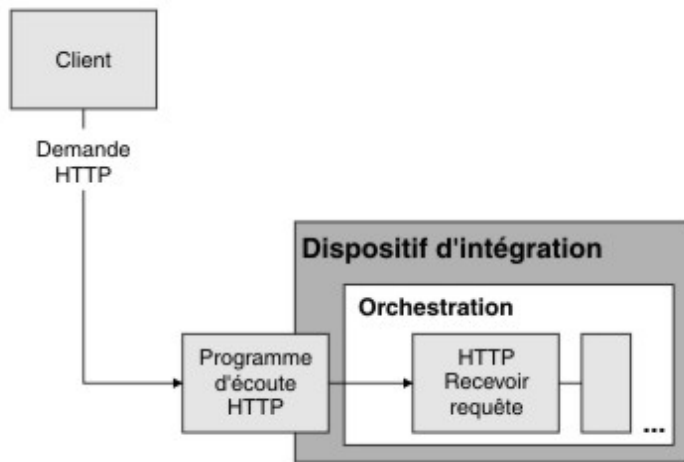 Client
Demande
HTTP
Dispositif d'intégration
Orchestration
Programme
d'écoute
HTTP
HTTP
Recevoir
requête
...